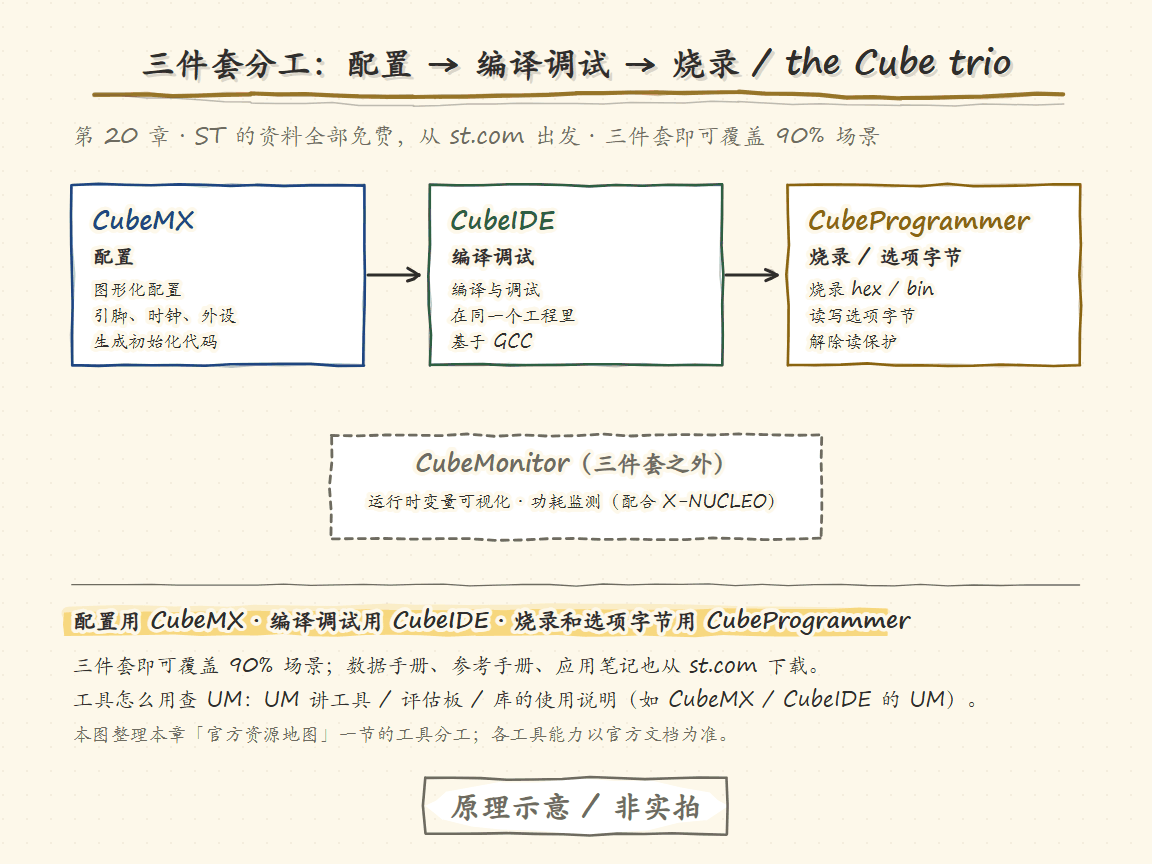 三件套分工：配置 → 编译调试 → 烧录 / the Cube trio
第 20 章 · ST 的资料全部免费，从 st.com 出发 · 三件套即可覆盖 90% 场景
CubeMX
配置
图形化配置
引脚、时钟、外设
生成初始化代码
CubeIDE
编译调试
编译与调试
在同一个工程里
基于 GCC
CubeProgrammer
烧录 / 选项字节
烧录 hex / bin
读写选项字节
解除读保护
CubeMonitor（三件套之外）
运行时变量可视化 · 功耗监测（配合 X-NUCLEO）
配置用 CubeMX · 编译调试用 CubeIDE · 烧录和选项字节用 CubeProgrammer
三件套即可覆盖 90% 场景；数据手册、参考手册、应用笔记也从 st.com 下载。
工具怎么用查 UM：UM 讲工具 / 评估板 / 库的使用说明（如 CubeMX / CubeIDE 的 UM）。
本图整理本章「官方资源地图」一节的工具分工；各工具能力以官方文档为准。
原理示意 / 非实拍